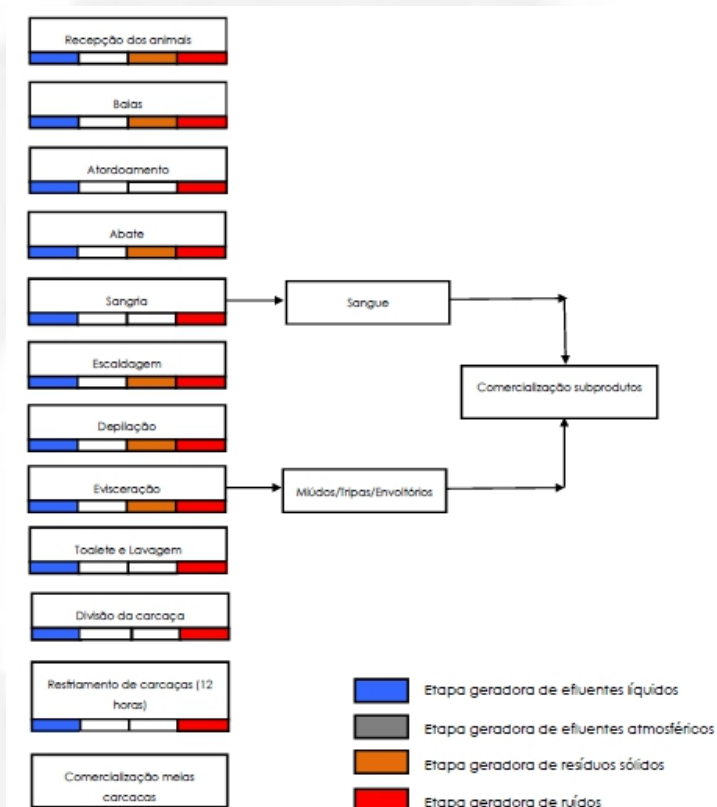 Recepção dos animais
Baias
Atordoamento
Abate
Sangria
Sangue
Escaldagem
Comercialização subprodutos
Depilação
Evisceração
Miúdos/Tripas/Envoltórios
Toalete e Lavagem
Divisão da carcaça
Resfriamento de carcaças (12
horas)
Comercialização meias
carcaças
Etapa geradora de efluentes líquidos
Etapa geradora de efluentes atmosféricos
Etapa geradora de resíduos sólidos
Etapa geradora de ruídos